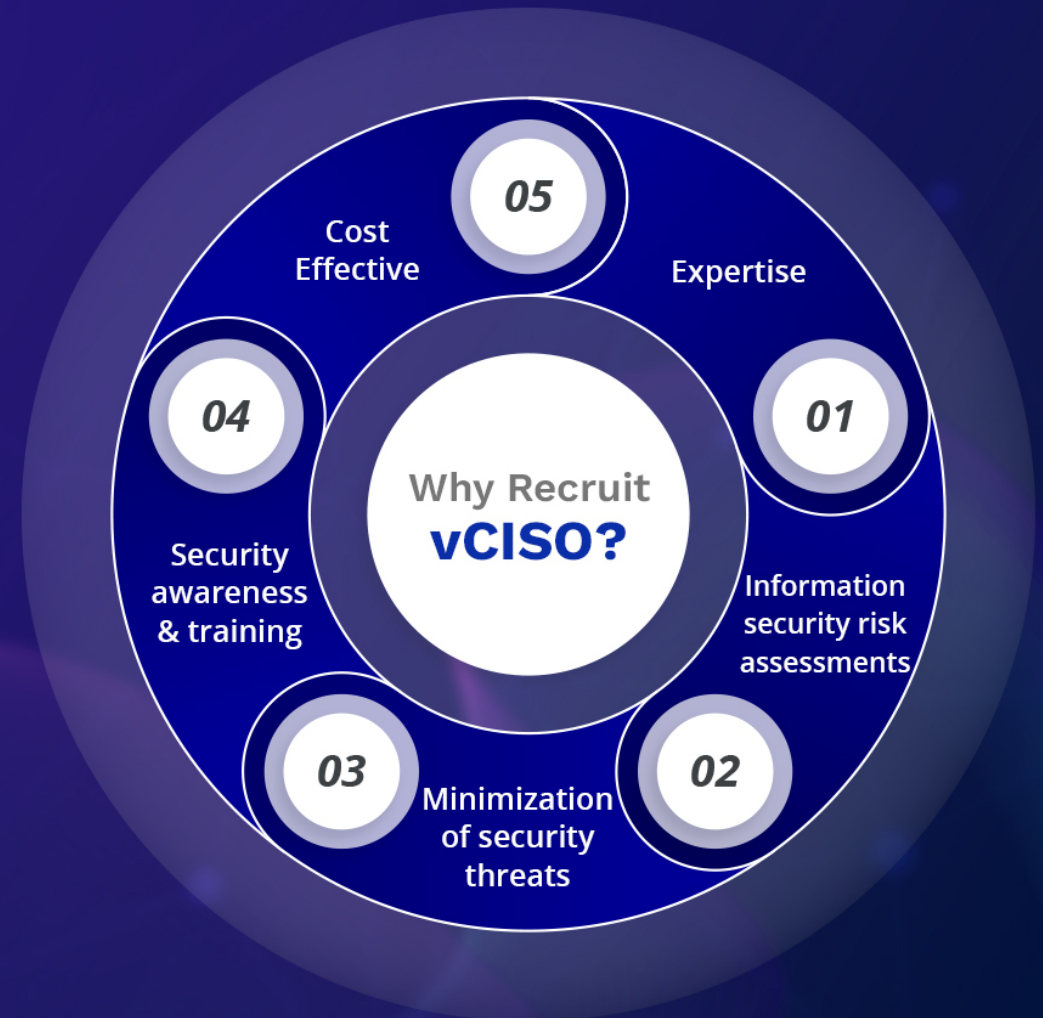 Why Recruit
vCISO?
Expertise
01
Information
security risk
assessments
02
Minimization
of security
threats
03
Security
awareness
& training
04
Cost
Effective
05